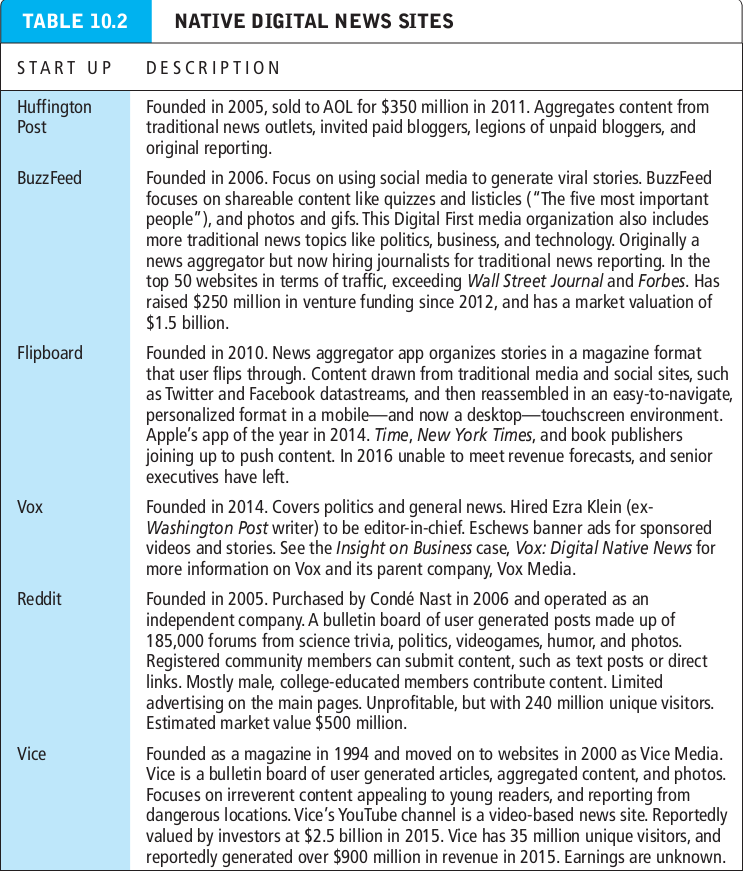 TABLE 10.2 NATIVE DIGITAL NEWS SITES
START UP DESCRIPTION
Huffington Post
Founded in 2005, sold to AOL for $350 million in 2011. Aggregates content from
traditional news outlets, invited paid bloggers, legions of unpaid bloggers, and
original reporting.
BuzzFeed
Founded in 2006. Focus on using social media to generate viral stories. BuzzFeed
focuses on shareable content like quizzes and listicles (“The five most important
people”), and photos and gifs. This Digital First media organization also includes
more traditional news topics like politics, business, and technology. Originally a
news aggregator but now hiring journalists for traditional news reporting. In the
top 50 websites in terms of traffic, exceeding Wall Street Journal and Forbes. Has
raised $250 million in venture funding since 2012, and has a market valuation of
$1.5 billion.
Flipboard
Founded in 2010. News aggregator app organizes stories in a magazine format
that user flips through. Content drawn from traditional media and social sites, such
as Twitter and Facebook datastreams, and then reassembled in an easy-to-navigate,
personalized format in a mobile—and now a desktop—touchscreen environment.
Apple’s app of the year in 2014. Time, New York Times, and book publishers
joining up to push content. In 2016 unable to meet revenue forecasts, and senior
executives have left.
Vox
Founded in 2014. Covers politics and general news. Hired Ezra Klein (ex-
Washington Post writer) to be editor-in-chief. Eschews banner ads for sponsored
videos and stories. See the Insight on Business case, Vox: Digital Native News for
more information on Vox and its parent company, Vox Media.
Reddit
Founded in 2005. Purchased by Condé Nast in 2006 and operated as an
independent company. A bulletin board of user generated posts made up of
185,000 forums from science trivia, politics, videogames, humor, and photos.
Registered community members can submit content, such as text posts or direct
links. Mostly male, college-educated members contribute content. Limited
advertising on the main pages. Unprofitable, but with 240 million unique visitors.
Estimated market value $500 million.
Vice
Founded as a magazine in 1994 and moved on to websites in 2000 as Vice Media.
Vice is a bulletin board of user generated articles, aggregated content, and photos.
Focuses on irreverent content appealing to young readers, and reporting from
dangerous locations. Vice’s YouTube channel is a video-based news site. Reportedly
valued by investors at $2.5 billion in 2015. Vice has 35 million unique visitors, and
reportedly generated over $900 million in revenue in 2015. Earnings are unknown.